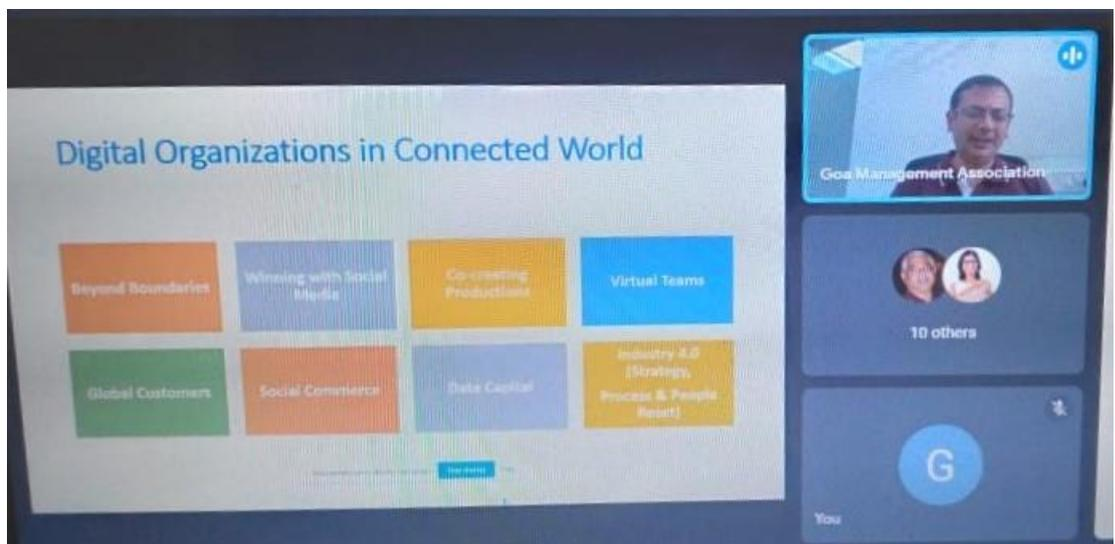 Digital Organizations in Connected World
Beyond Boundaries
Winning with Social
Media
Co-creating
Productions
Virtual Teams
Global Customers
Social Commerce
Data Capital
Industry 4.0
[Strategy,
Process & People
Reset]
Goa Management Association
10 others
G
You